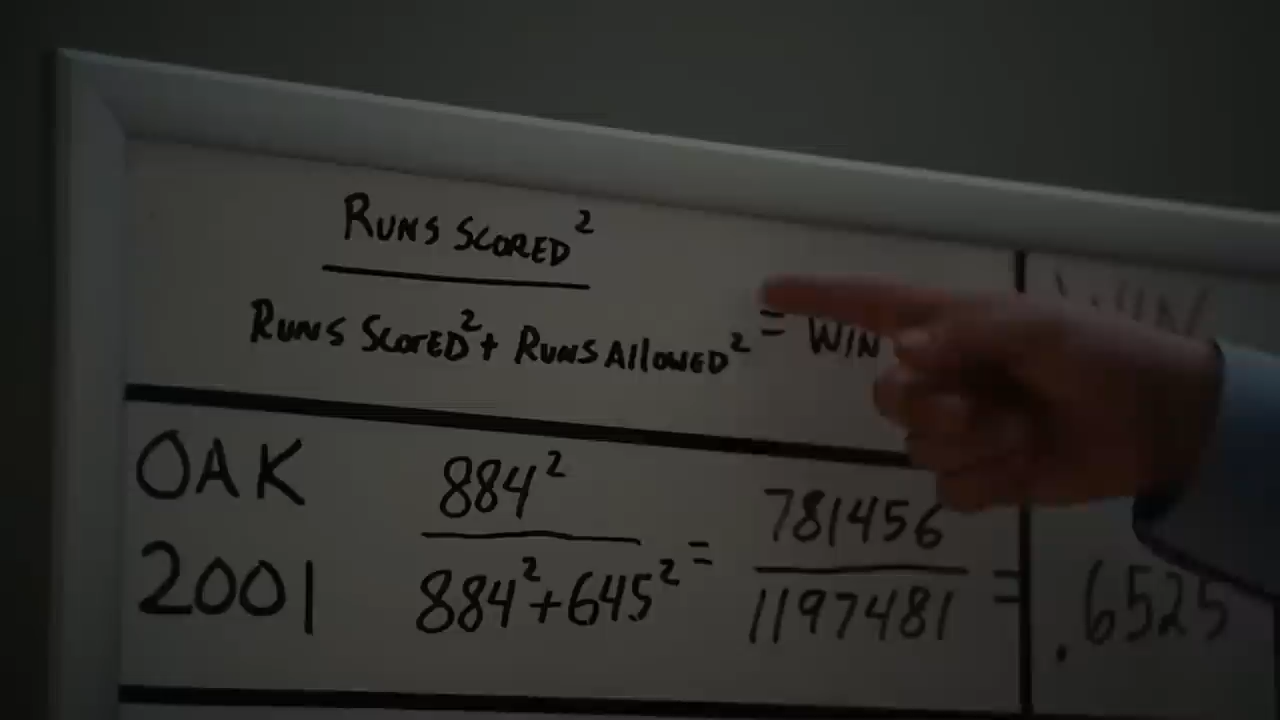 RUNS SCORED²
RUNS SCORED² + RUNS ALLOWED² = WIN
OAK 2001
884²
884² + 645² =
781456
1197481 =
.6525